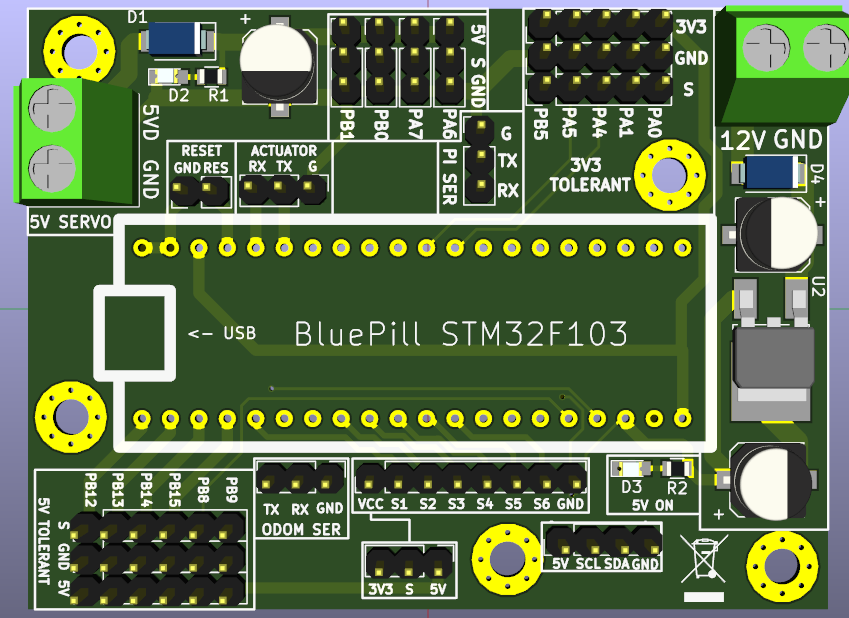 D1
+
D2 R1
5VD GND
5V SERVO
RESET
GND RES
ACTUATOR
RX TX G
5V S GND
PB1 PB0 PA7 PA6
3V3
GND
S
PB5 PA5 PA4 PA1 PA0
PI SER
G
TX
RX
3V3
TOLERANT
12V GND
D4
+
U2
<- USB BluePill STM32F103
PB12 PB13 PB14 PB15 PB8 PB9
5V TOLERANT
S GND 5V
TX RX GND
ODOM SER
VCC S1 S2 S3 S4 S5 S6 GND
3V3 S 5V
5V SCL SDA GND
D3 R2
5V ON
+